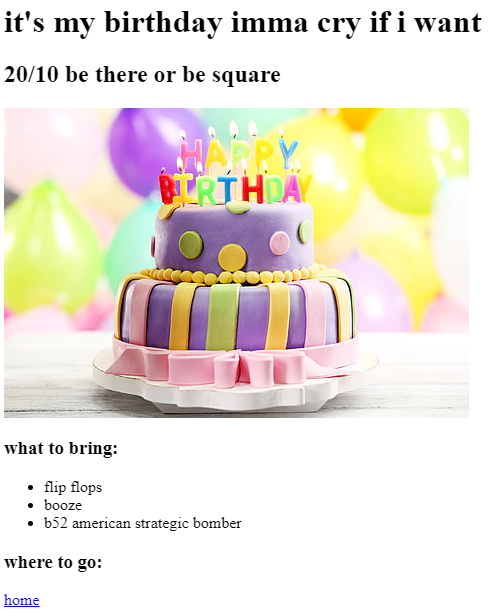 it's my birthday imma cry if i want
20/10 be there or be square
HAPPY
BIRTHDAY
what to bring:
flip flops
booze
b52 american strategic bomber
where to go:
home